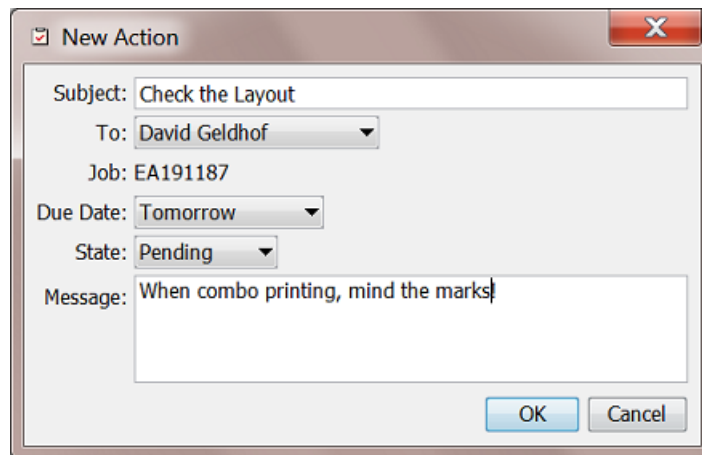 New Action
Subject: Check the Layout
To: David Geldhof
Job: EA191187
Due Date: Tomorrow
State: Pending
Message: When combo printing, mind the marks!
OK Cancel